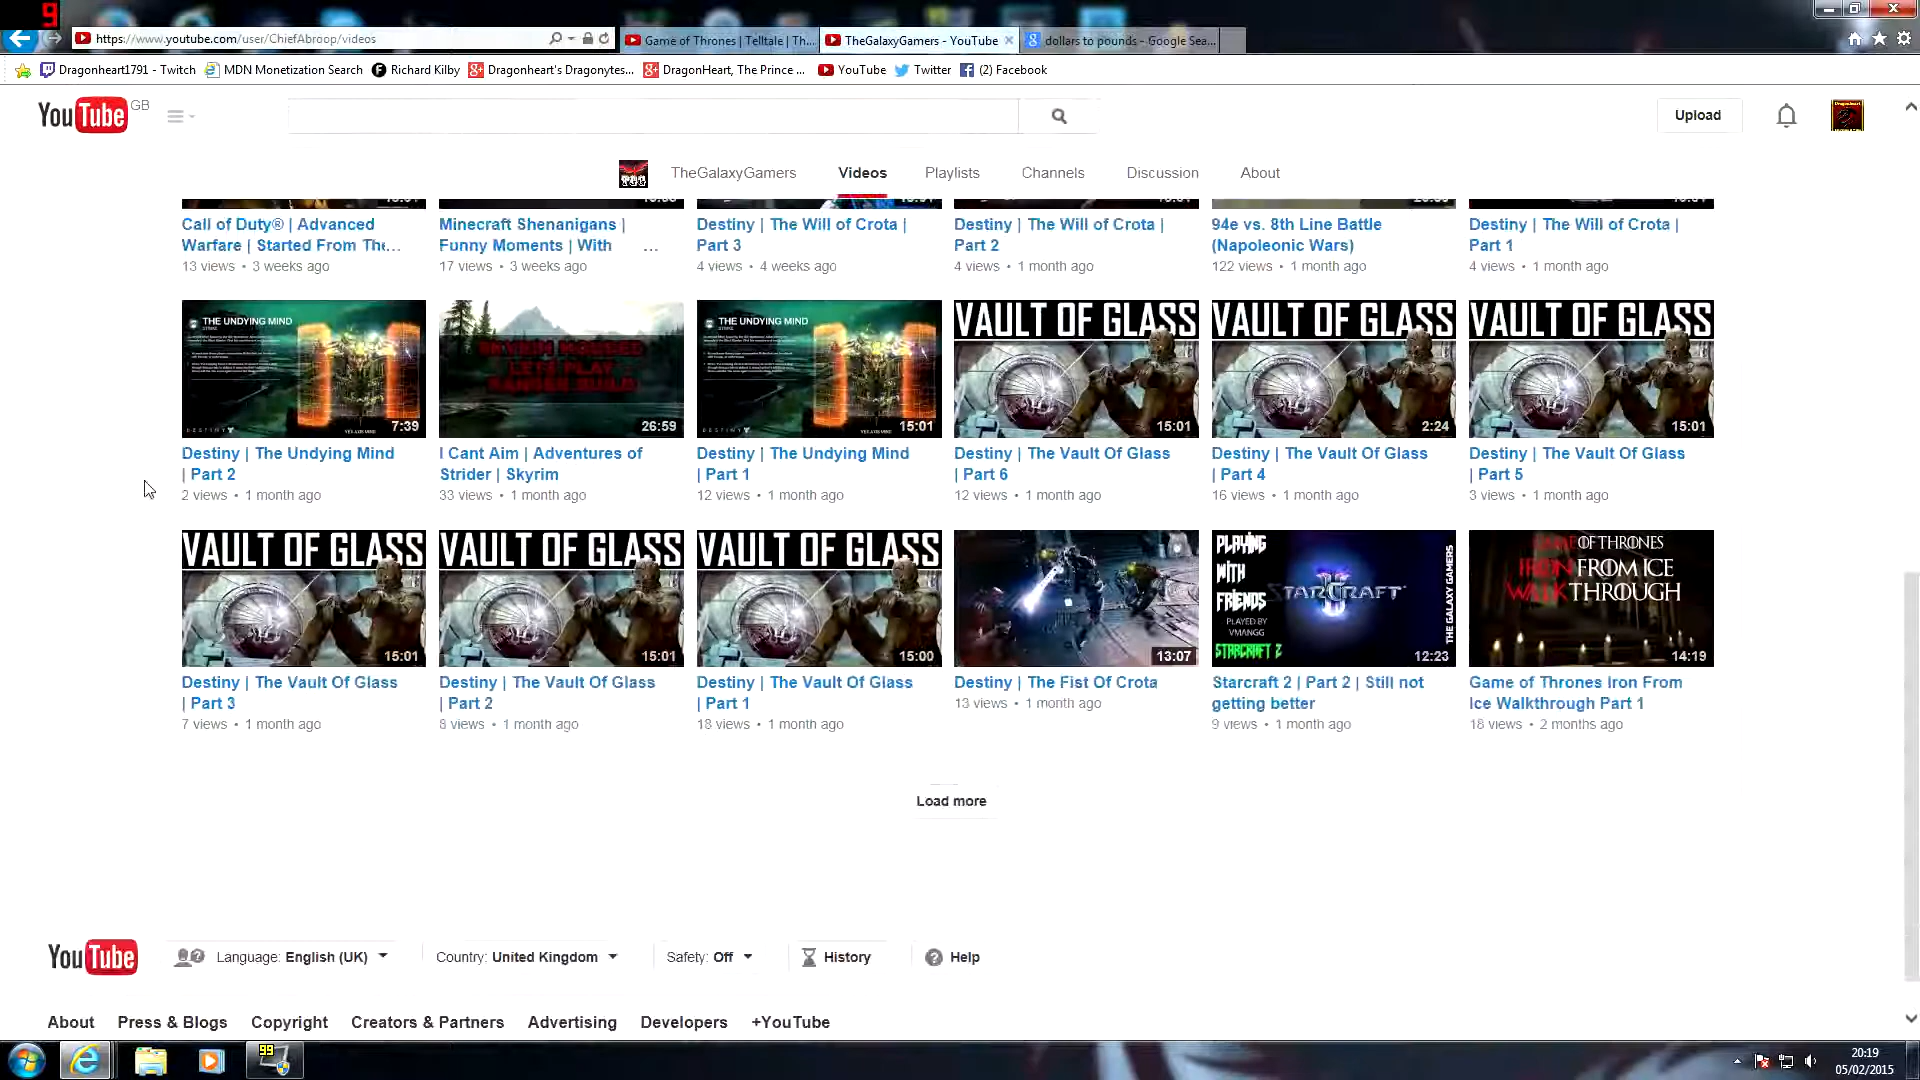 9
https://www.youtube.com/user/ChiefAbroop/videos
Game of Thrones | Telltale | Th...
TheGalaxyGamers - YouTube
dollars to pounds - Google Sea...
Dragonheart1791 - Twitch
MDN Monetization Search
Richard Kilby
Dragonheart's Dragonytes...
DragonHeart, The Prince ...
YouTube
Twitter
(2) Facebook
YouTube GB
Upload
TheGalaxyGamers
Videos
Playlists
Channels
Discussion
About
Call of Duty® | Advanced
Warfare | Started From The...
13 views • 3 weeks ago
Minecraft Shenanigans |
Funny Moments | With ...
17 views • 3 weeks ago
Destiny | The Will of Crota |
Part 3
4 views • 4 weeks ago
Destiny | The Will of Crota |
Part 2
4 views • 1 month ago
94e vs. 8th Line Battle
(Napoleonic Wars)
122 views • 1 month ago
Destiny | The Will of Crota |
Part 1
4 views • 1 month ago
THE UNDYING MIND
DESTINY
7:39
Destiny | The Undying Mind
| Part 2
2 views • 1 month ago
SKYRIM MODDED
LETS PLAY
RANGER BUILD
26:59
I Cant Aim | Adventures of
Strider | Skyrim
33 views • 1 month ago
THE UNDYING MIND
DESTINY
15:01
Destiny | The Undying Mind
| Part 1
12 views • 1 month ago
VAULT OF GLASS
15:01
Destiny | The Vault Of Glass
| Part 6
12 views • 1 month ago
VAULT OF GLASS
2:24
Destiny | The Vault Of Glass
| Part 4
16 views • 1 month ago
VAULT OF GLASS
15:01
Destiny | The Vault Of Glass
| Part 5
3 views • 1 month ago
VAULT OF GLASS
15:01
Destiny | The Vault Of Glass
| Part 3
7 views • 1 month ago
VAULT OF GLASS
15:01
Destiny | The Vault Of Glass
| Part 2
8 views • 1 month ago
VAULT OF GLASS
15:00
Destiny | The Vault Of Glass
| Part 1
18 views • 1 month ago
13:07
Destiny | The Fist Of Crota
13 views • 1 month ago
PLAYING
WITH
FRIENDS
PLAYED BY
VMANGG
STARCRAFT 2
STARCRAFT
II
THE GALAXY GAMERS
12:23
Starcraft 2 | Part 2 | Still not
getting better
9 views • 1 month ago
GAME OF THRONES
IRON FROM ICE
WALKTHROUGH
14:19
Game of Thrones Iron From
Ice Walkthrough Part 1
18 views • 2 months ago
Load more
YouTube
Language: English (UK)
Country: United Kingdom
Safety: Off
History
Help
About
Press & Blogs
Copyright
Creators & Partners
Advertising
Developers
+YouTube
99
20:19
05/02/2015